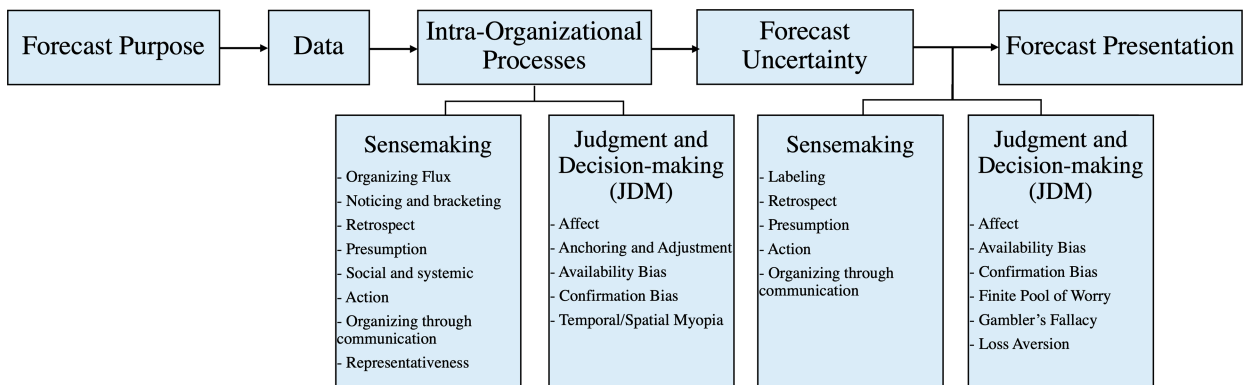 Forecast Purpose
Data
Intra-Organizational
Processes
Forecast
Uncertainty
Forecast Presentation
Sensemaking
- Organizing Flux
- Noticing and bracketing
- Retrospect
- Presumption
- Social and systemic
- Action
- Organizing through
communication
- Representativeness
Judgment and
Decision-making
(JDM)
- Affect
- Anchoring and Adjustment
- Availability Bias
- Confirmation Bias
- Temporal/Spatial Myopia
Sensemaking
- Labeling
- Retrospect
- Presumption
- Action
- Organizing through
communication
Judgment and
Decision-making
(JDM)
- Affect
- Availability Bias
- Confirmation Bias
- Finite Pool of Worry
- Gambler’s Fallacy
- Loss Aversion